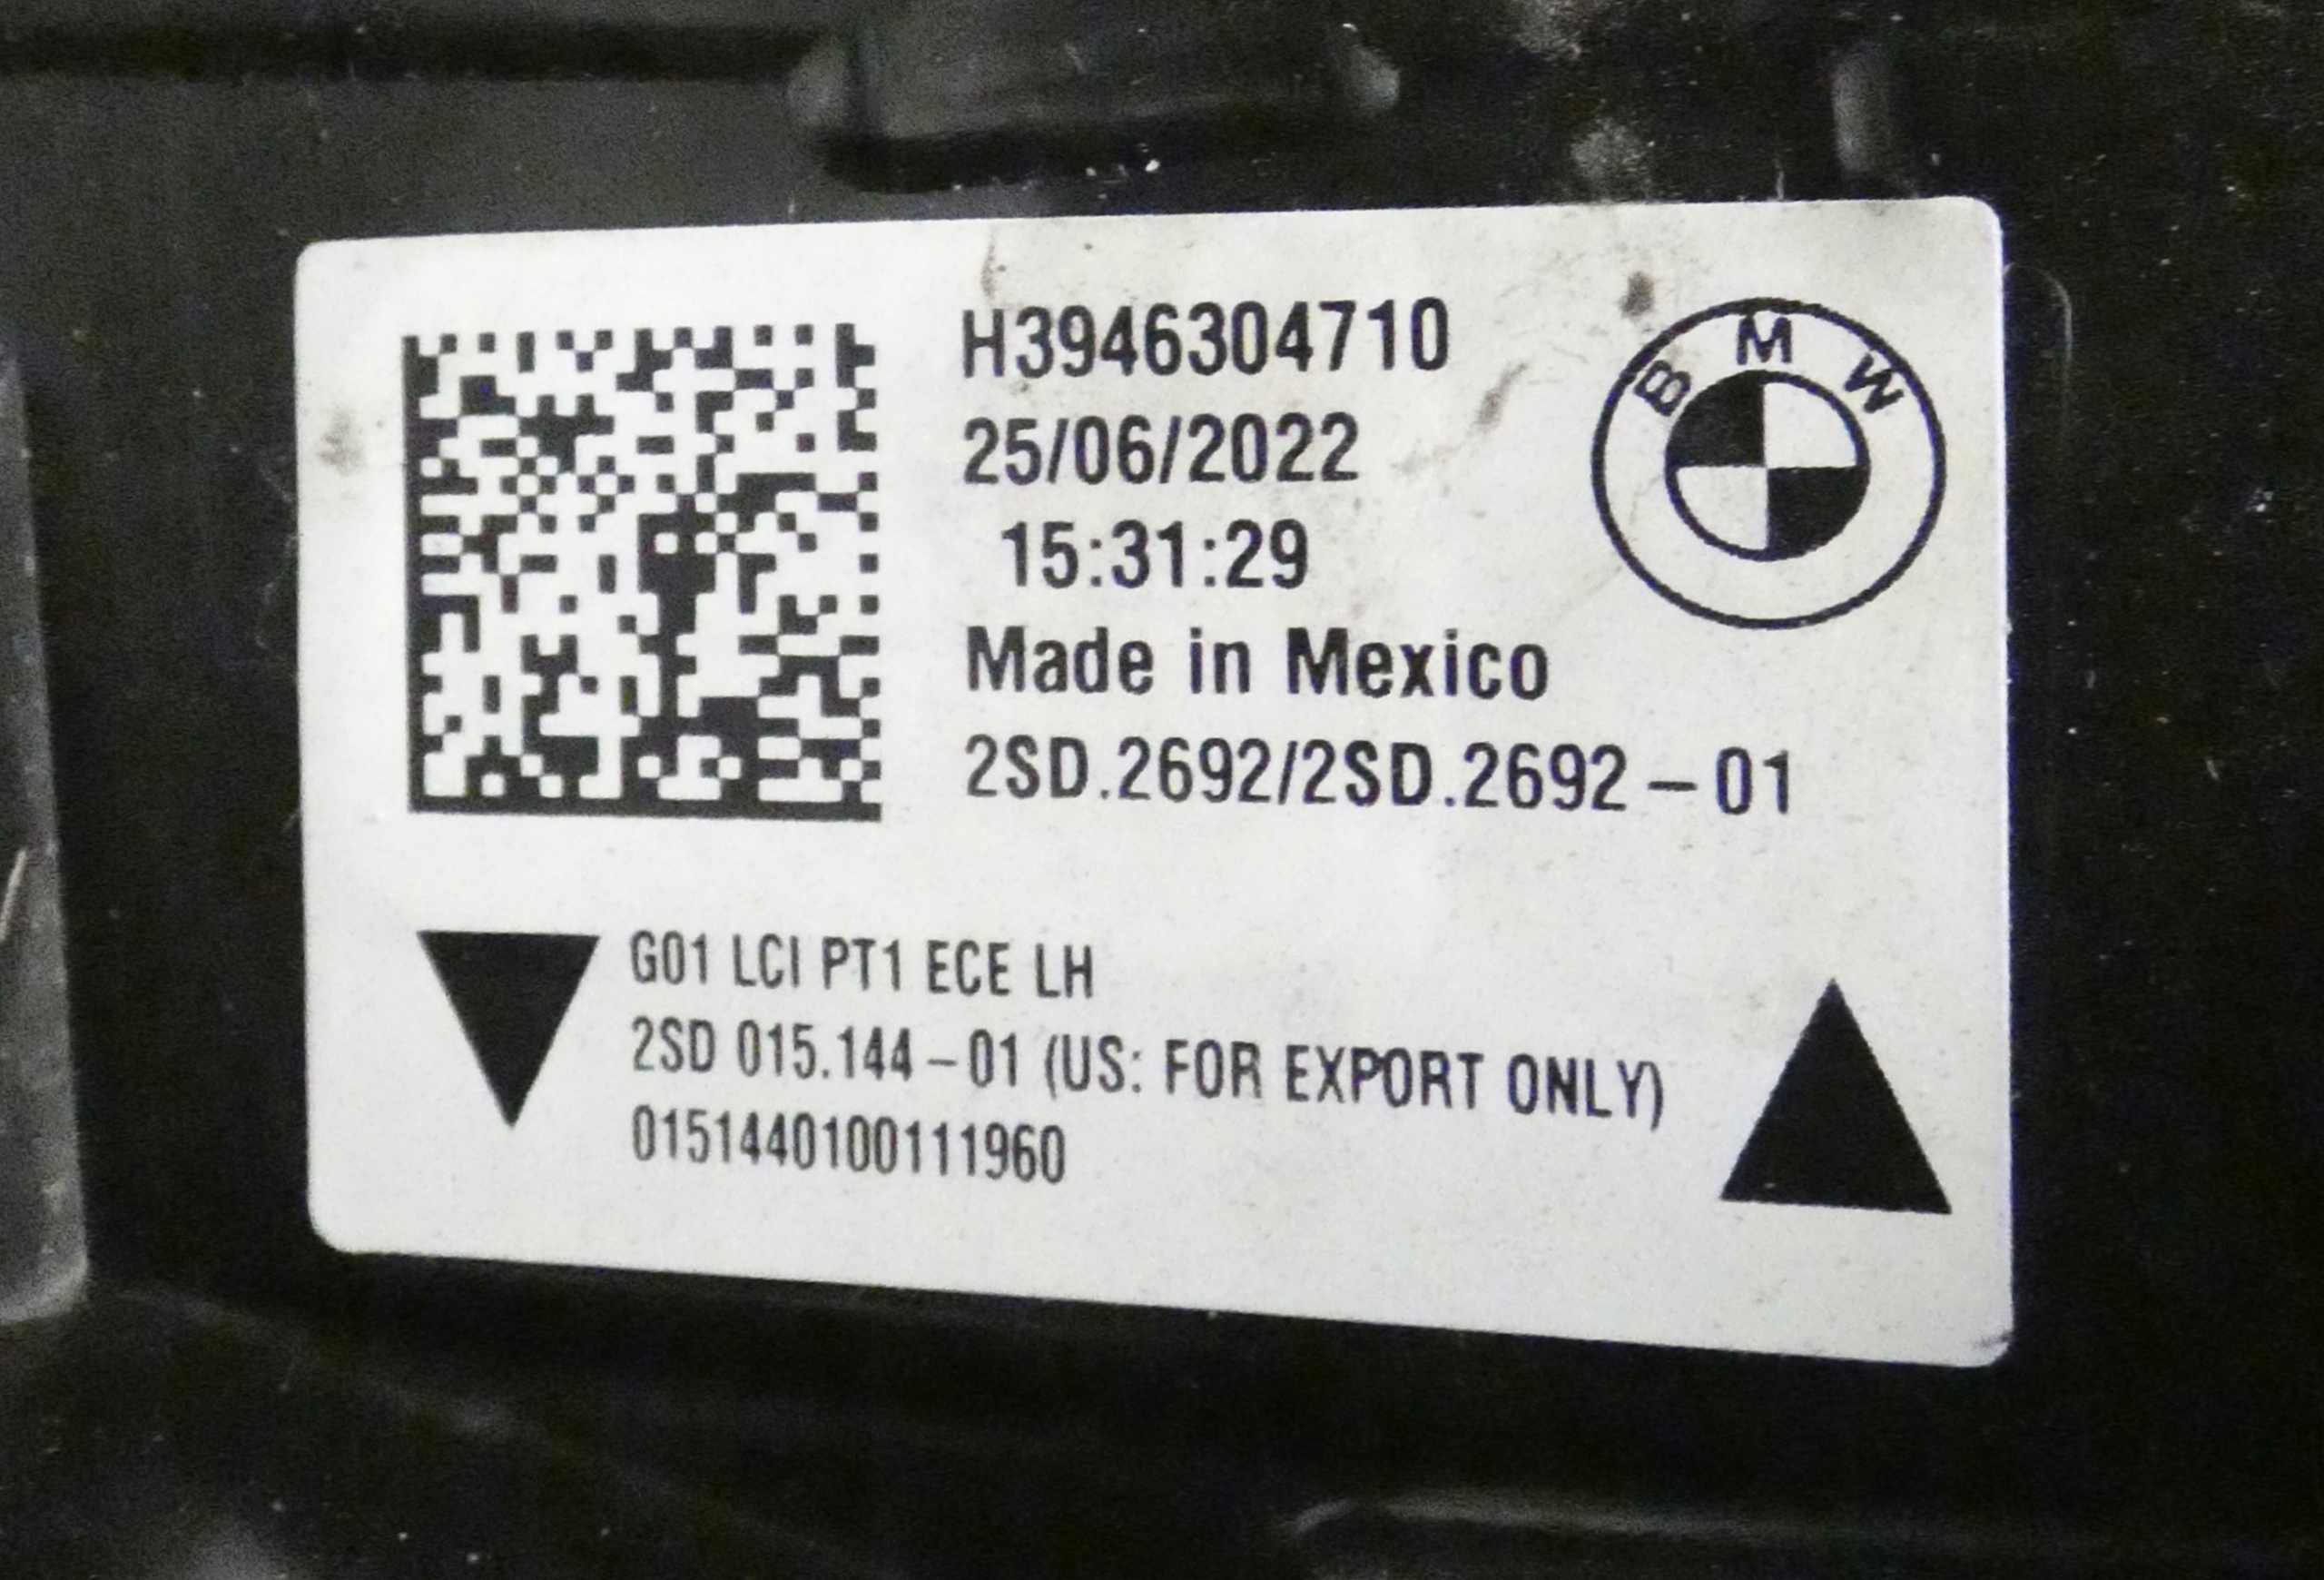 H3946304710
25/06/2022
15:31:29
Made in Mexico
2SD.2692/2SD.2692-01
BMW
G01 LCI PT1 ECE LH
2SD 015.144-01 (US: FOR EXPORT ONLY)
0151440100111960